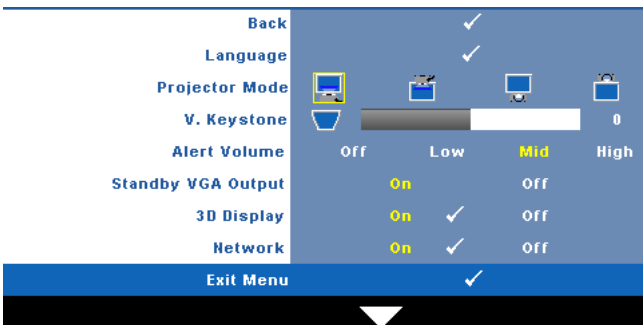 Back
Language
Projector Mode
V. Keystone 0
Alert Volume Off Low Mid High
Standby VGA Output On Off
3D Display On Off
Network On Off
Exit Menu